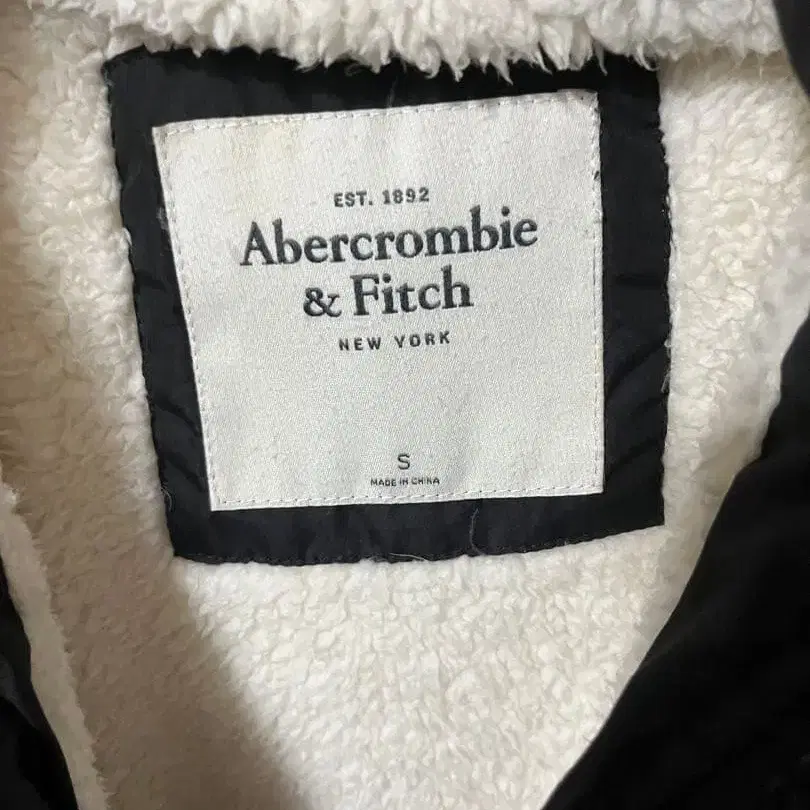 EST. 1892
Abercrombie
& Fitch
NEW YORK
S
MADE IN CHINA